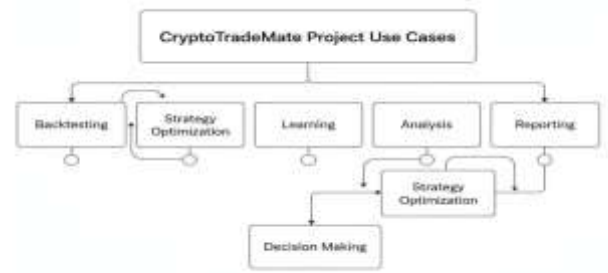 CryptoTradeMate Project Use Cases
Backtesting
Strategy
Optimization
Learning
Analysis
Reporting
Strategy
Optimization
Decision Making